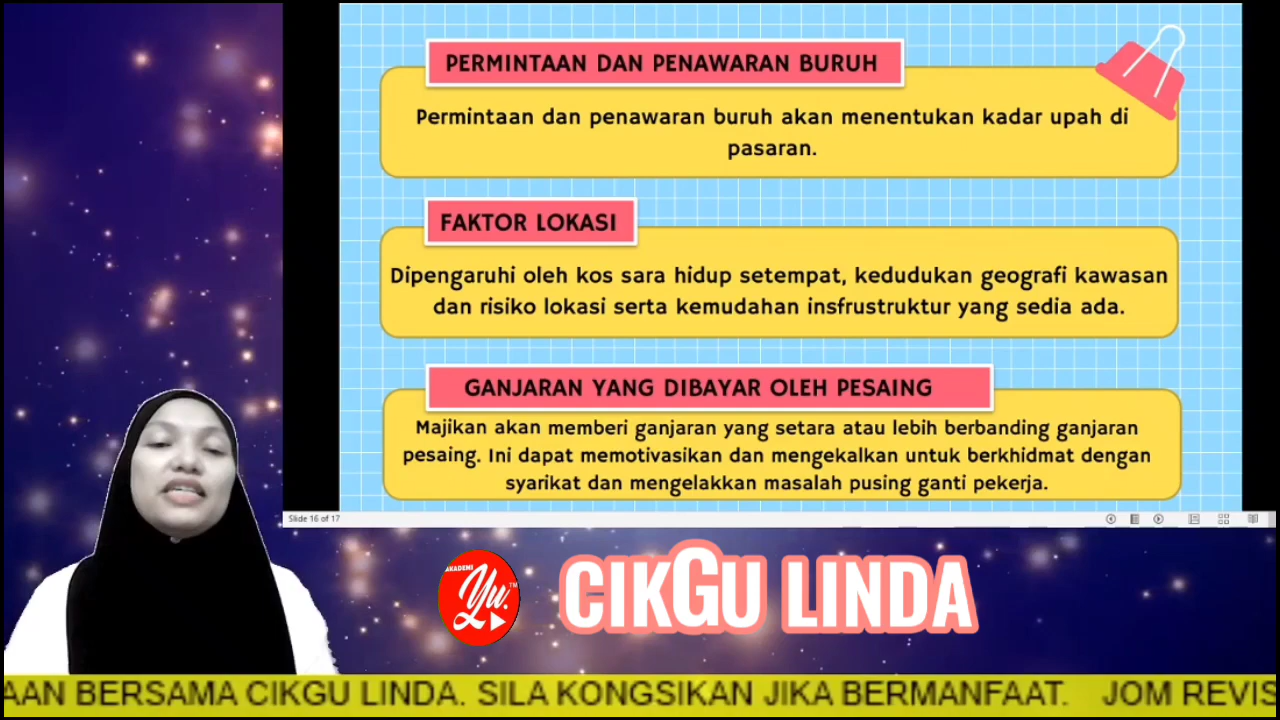 PERMINTAAN DAN PENAWARAN BURUH
Permintaan dan penawaran buruh akan menentukan kadar upah di
pasaran.
FAKTOR LOKASI
Dipengaruhi oleh kos sara hidup setempat, kedudukan geografi kawasan
dan risiko lokasi serta kemudahan insfrustruktur yang sedia ada.
GANJARAN YANG DIBAYAR OLEH PESAING
Majikan akan memberi ganjaran yang setara atau lebih berbanding ganjaran
pesaing. Ini dapat memotivasikan dan mengekalkan untuk berkhidmat dengan
syarikat dan mengelakkan masalah pusing ganti pekerja.
Slide 16 of 17
AKADEMI
Yu.
TM
CIKGU LINDA
AAN BERSAMA CIKGU LINDA. SILA KONGSIKAN JIKA BERMANFAAT. JOM REVIS